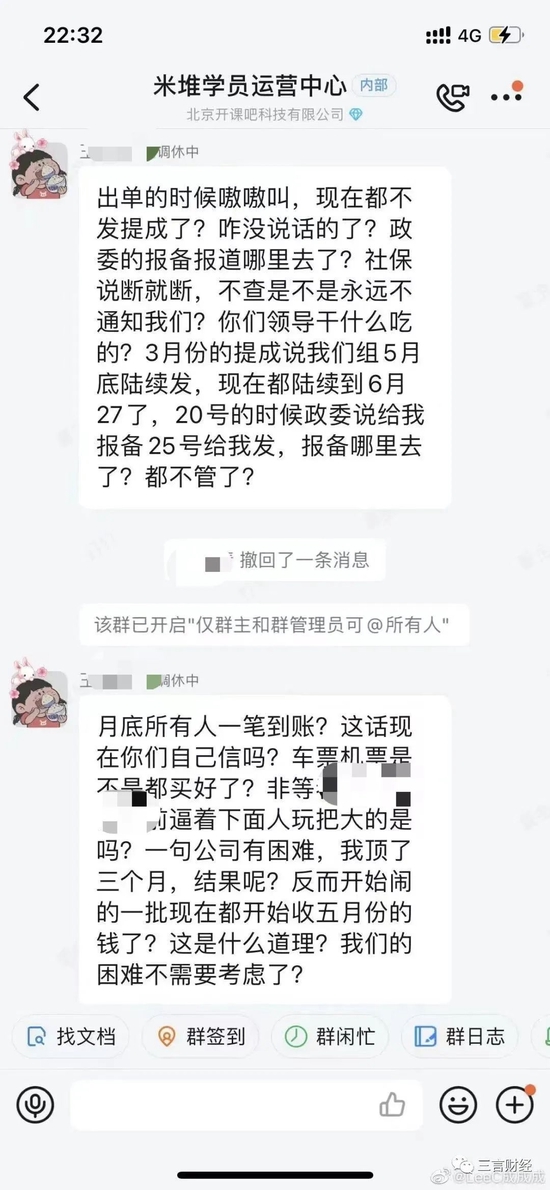 22:32
4G
米堆学员运营中心 内部
北京开课吧科技有限公司
调休中
出单的时候嗷嗷叫，现在都不
发提成了？咋没说话的了？政
委的报备报道哪里去了？社保
说断就断，不查是不是永远不
通知我们？你们领导干什么吃
的？3月份的提成说我们组5月
底陆续发，现在都陆续到6月
27了，20号的时候政委说给我
报备25号给我发，报备哪里去
了？都不管了？
撤回了一条消息
该群已开启"仅群主和群管理员可@所有人"
调休中
月底所有人一笔到账？这话现
在你们自己信吗？车票机票是
不是都买好了？非等
前逼着下面人玩把大的是
吗？一句公司有困难，我顶了
三个月，结果呢？反而开始闹
的一批现在都开始收五月份的
钱了？这是什么道理？我们的
困难不需要考虑了？
找文档
群签到
群闲忙
群日志
三言财经
@LeeC成成成